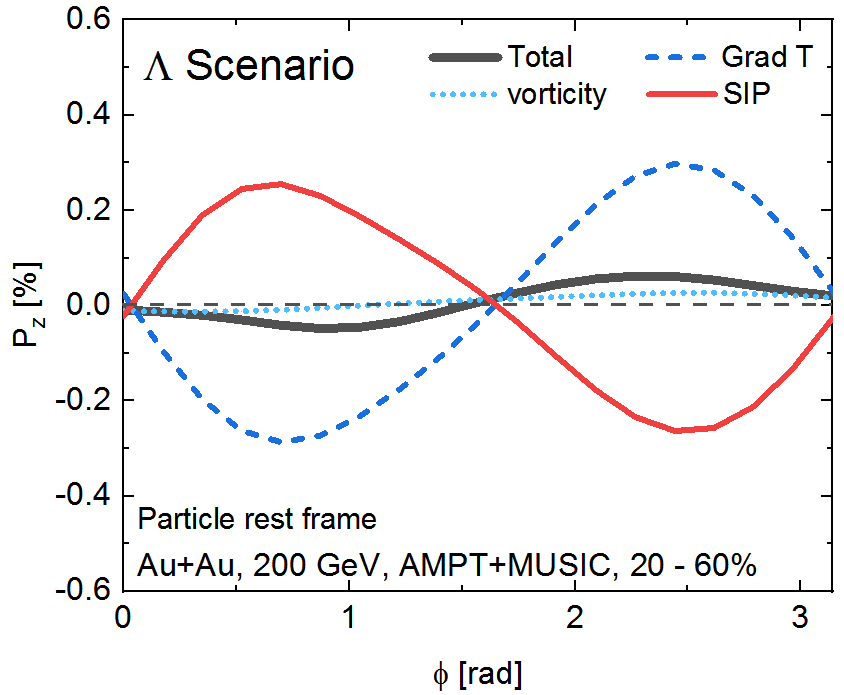 0.6
0.4
0.2
0.0
-0.2
-0.4
-0.6
P_z [%]
Λ Scenario
Total
Grad T
vorticity
SIP
Particle rest frame
Au+Au, 200 GeV, AMPT+MUSIC, 20 - 60%
0 1 2 3
ϕ [rad]